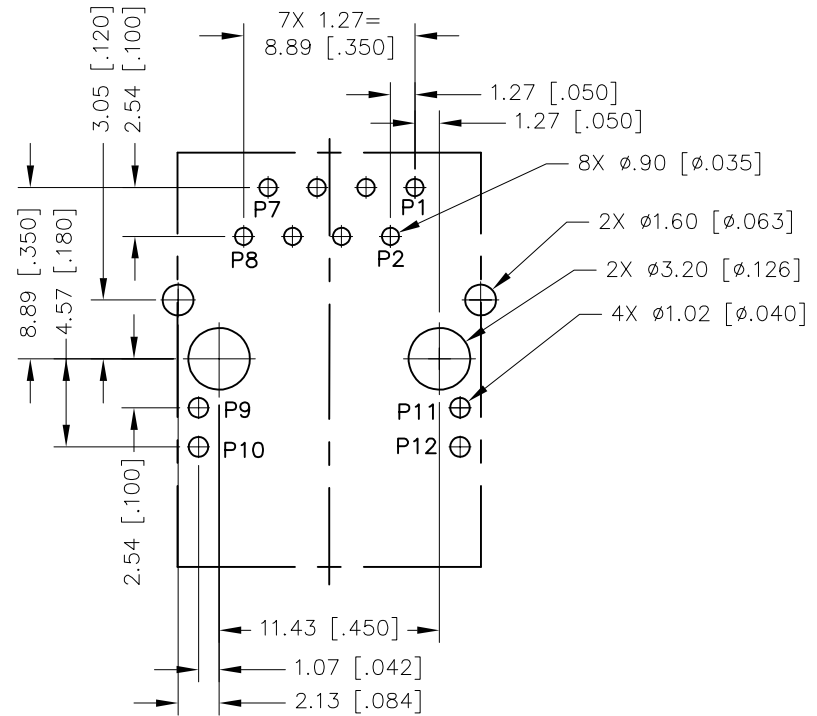 7X 1.27=
8.89 [.350]
3.05 [.120]
2.54 [.100]
1.27 [.050]
1.27 [.050]
8X ø.90 [ø.035]
P7
P1
P8
P2
2X ø1.60 [ø.063]
2X ø3.20 [ø.126]
4X ø1.02 [ø.040]
8.89 [.350]
4.57 [.180]
P9
P11
P10
P12
2.54 [.100]
11.43 [.450]
1.07 [.042]
2.13 [.084]